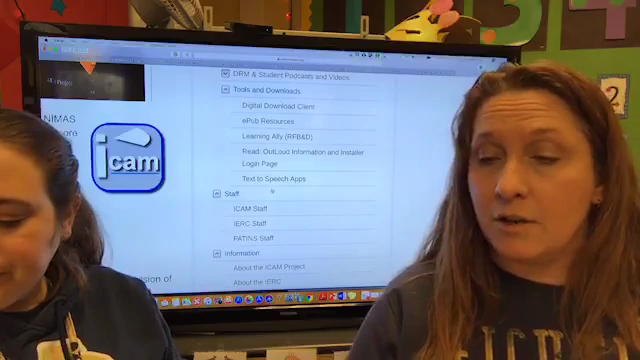 NIMAS
icam
DRM & Student Podcasts and Videos
Tools and Downloads
Digital Download Client
ePub Resources
Learning Ally (RFB&D)
Read: OutLoud Information and Installer
Login Page
Text to Speech Apps
Staff
ICAM Staff
IERC Staff
PATINS Staff
Information
About the ICAM Project
About the IERC
2